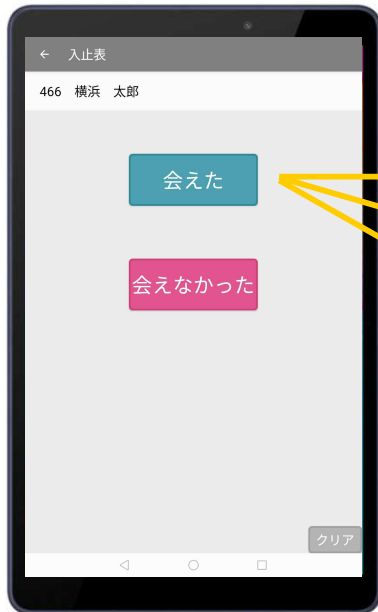 ← 入止表
466 横浜 太郎
会えた
会えなかった
クリア